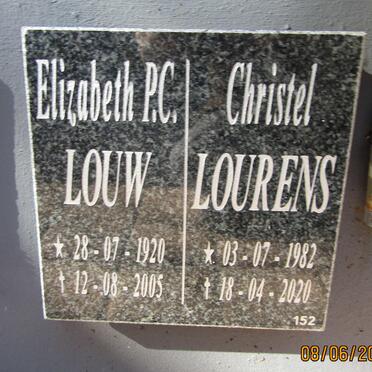 Elizabeth P.C.
LOUW
★ 28 - 07 - 1920
† 12 - 08 - 2005
Christel
LOURENS
★ 03 - 07 - 1982
† 18 - 04 - 2020
152
08/06/20